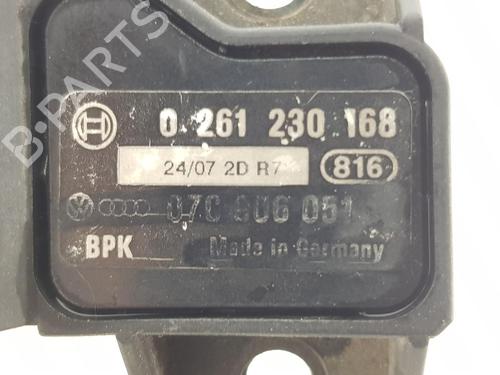 B-PARTS
0 261 230 168
24/07 2D R7
816
07C 906 051
BPK Made in Germany